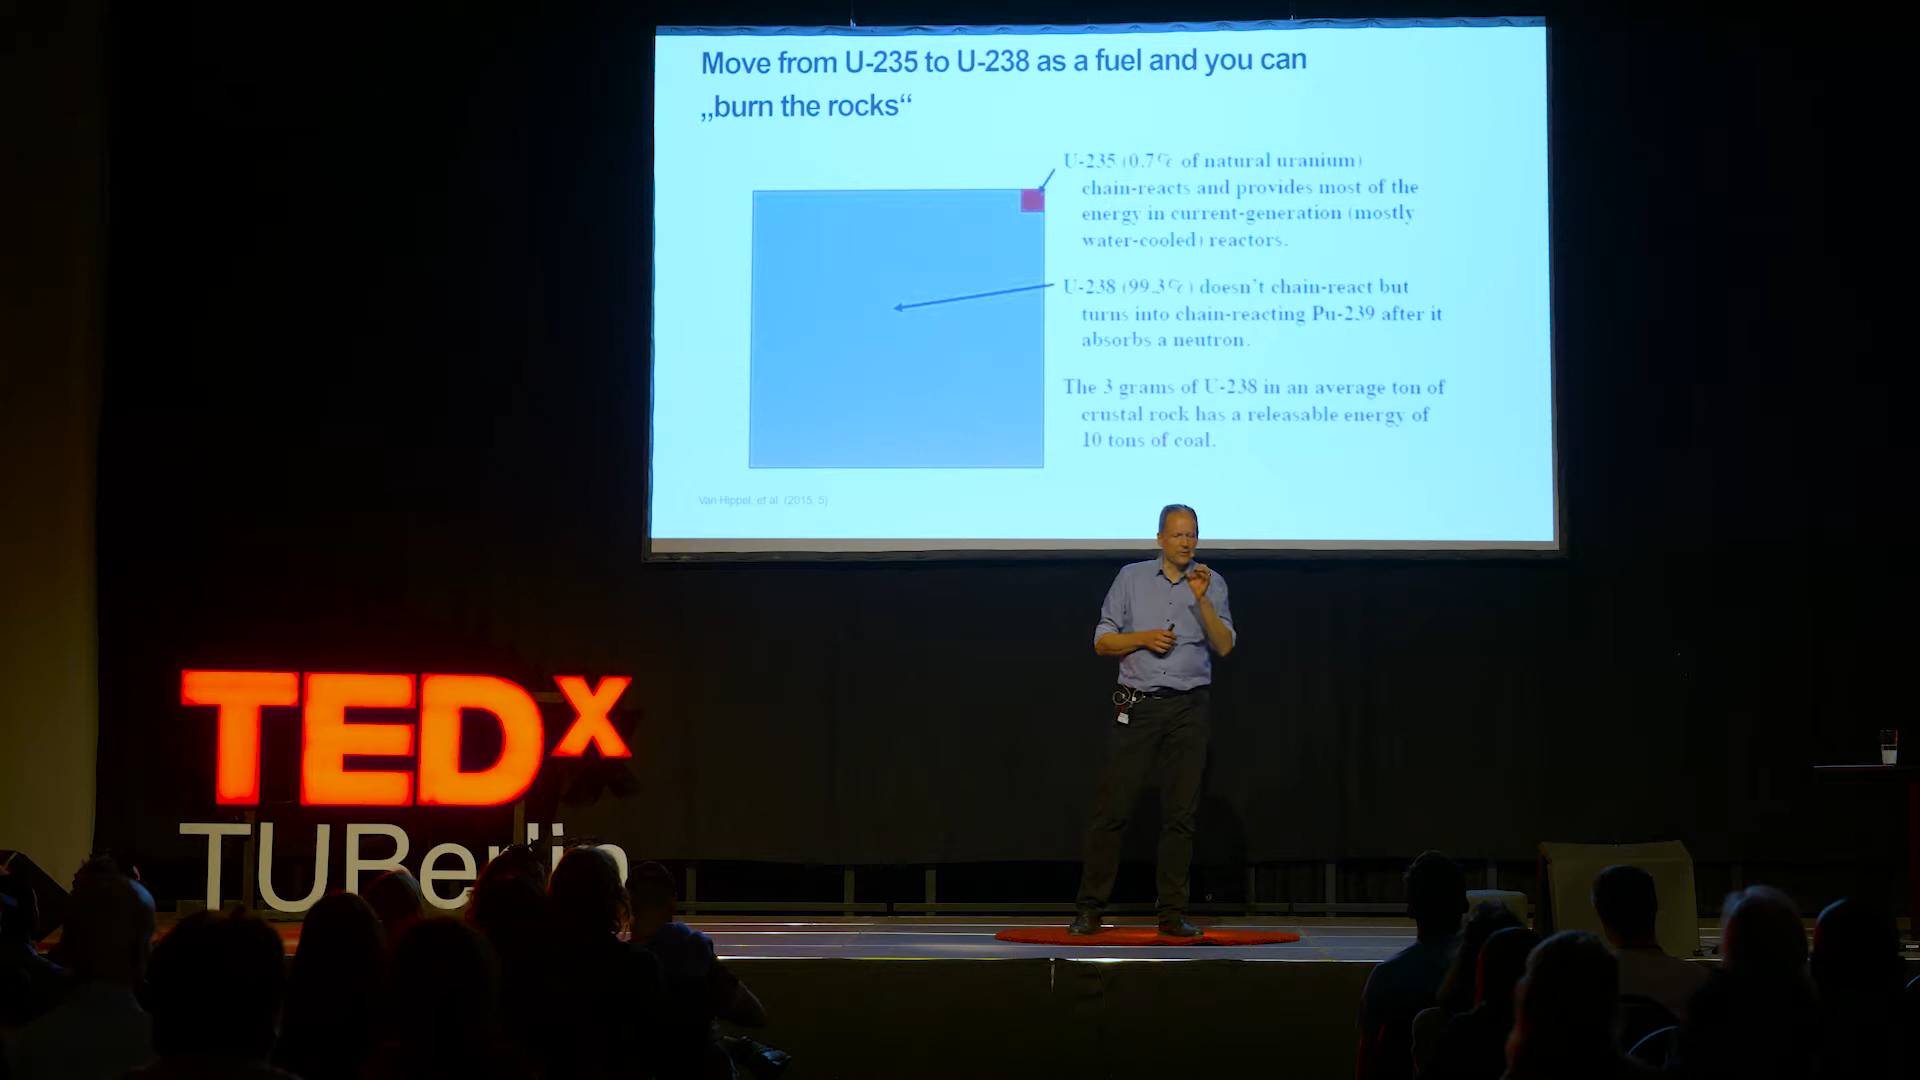 Move from U-235 to U-238 as a fuel and you can
„burn the rocks“
U-235 (0.7% of natural uranium)
chain-reacts and provides most of the
energy in current-generation (mostly
water-cooled) reactors.
U-238 (99.3%) doesn't chain-react but
turns into chain-reacting Pu-239 after it
absorbs a neutron.
The 3 grams of U-238 in an average ton of
crustal rock has a releasable energy of
10 tons of coal.
Van Hippel, et al. (2015, 5)
TEDx
TUBerlin